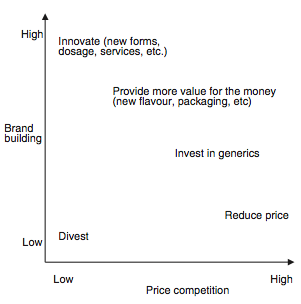 High
Innovate (new forms,
dosage, services, etc.)
Provide more value for the money
(new flavour, packaging, etc)
Brand
building
Invest in generics
Reduce price
Low
Divest
Low
High
Price competition